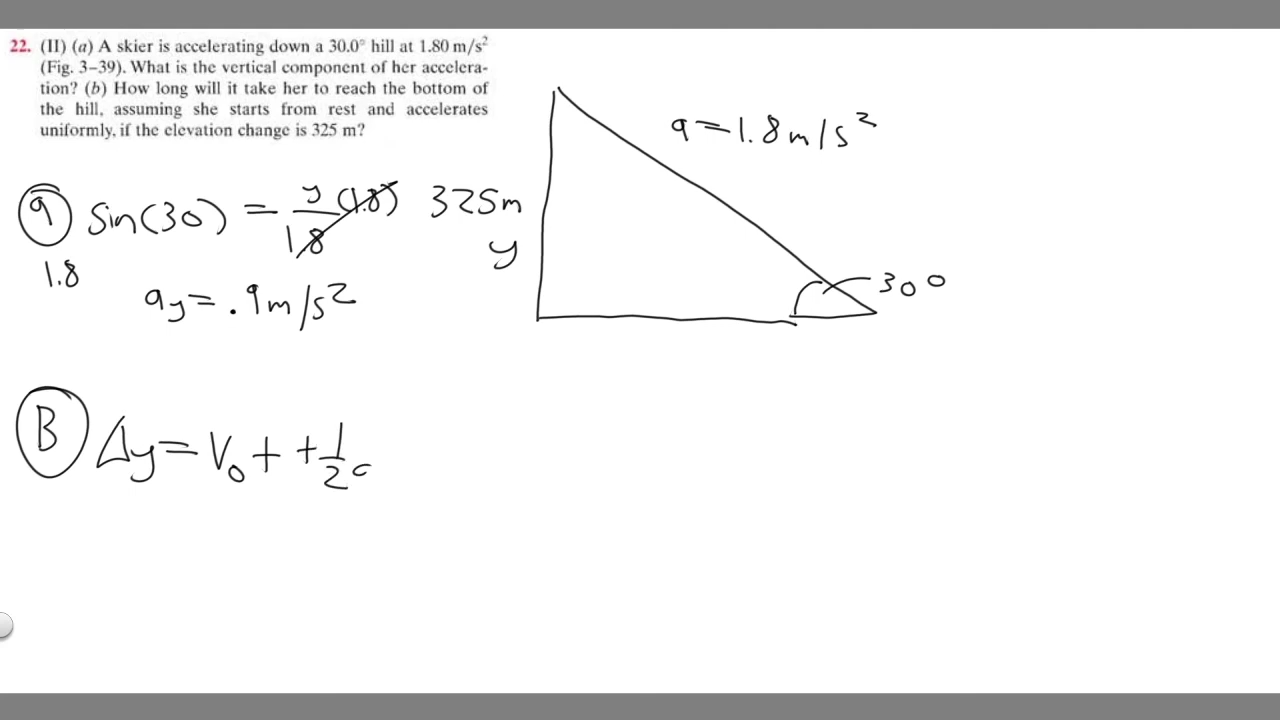 22. (II) (a) A skier is accelerating down a 30.0° hill at 1.80 m/s²
(Fig. 3–39). What is the vertical component of her accelera-
tion? (b) How long will it take her to reach the bottom of
the hill, assuming she starts from rest and accelerates
uniformly, if the elevation change is 325 m?
a = 1.8 m/s²
a sin(30) = y (1.8) / 1.8
325m
y
1.8
30°
ay = .9 m/s²
B Δy = V₀t + 1/2